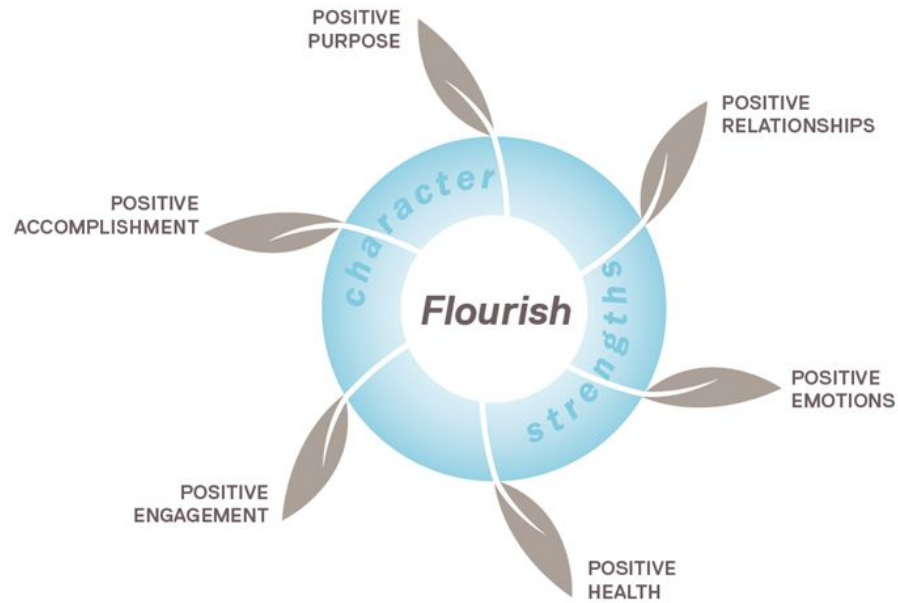 POSITIVE
PURPOSE
POSITIVE
RELATIONSHIPS
POSITIVE
ACCOMPLISHMENT
character
Flourish
strengths
POSITIVE
EMOTIONS
POSITIVE
ENGAGEMENT
POSITIVE
HEALTH